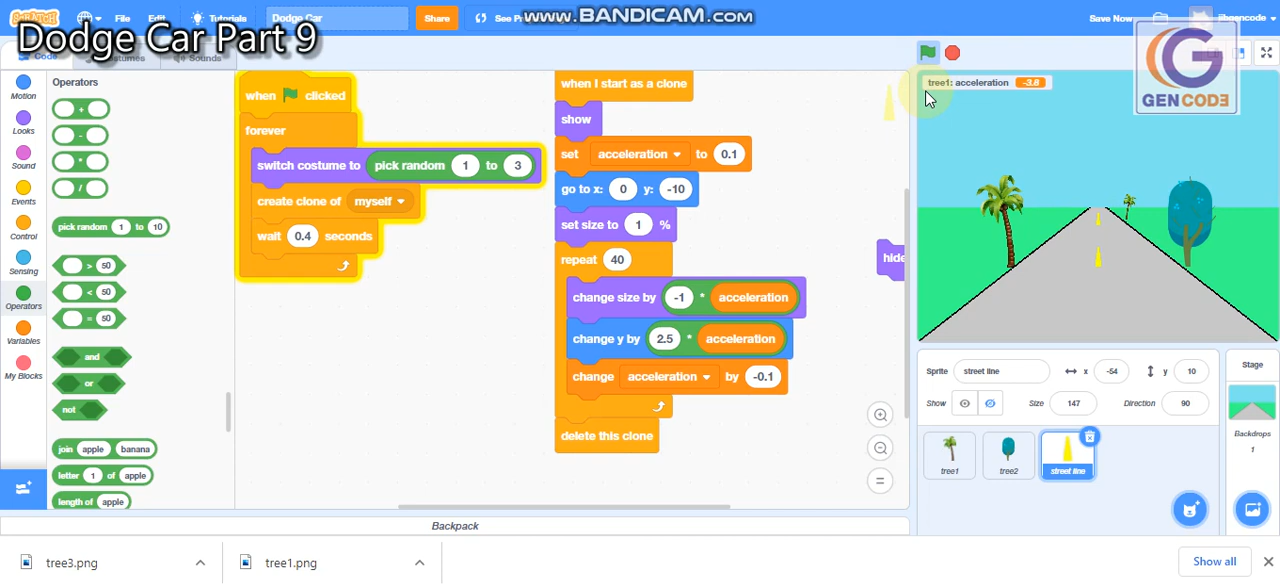 SCRATCH
File
Edit
Tutorials
Dodge Car
Share
www.BANDICAM.com
Save Now
Dodge Car Part 9
Code
Costumes
Sounds
GENCODE
Motion
Looks
Sound
Events
Control
Sensing
Operators
Variables
My Blocks
Operators
+
-
*
/
pick random 1 to 10
> 50
< 50
= 50
and
or
not
join apple banana
letter 1 of apple
length of apple
when clicked
forever
switch costume to pick random 1 to 3
create clone of myself
wait 0.4 seconds
when I start as a clone
show
set acceleration to 0.1
go to x: 0 y: -10
set size to 1 %
repeat 40
change size by -1 * acceleration
change y by 2.5 * acceleration
change acceleration by -0.1
delete this clone
hide
tree1: acceleration -3.8
Sprite street line x -54 y 10
Show Size 147 Direction 90
tree1
tree2
street line
Stage
Backdrops
1
Backpack
tree3.png
tree1.png
Show all